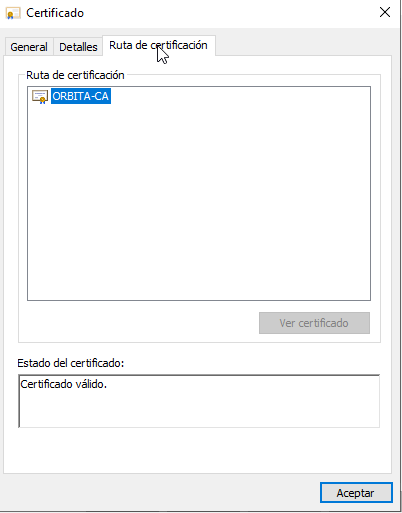 Certificado
General
Detalles
Ruta de certificación
Ruta de certificación
ORBITA-CA
Ver certificado
Estado del certificado:
Certificado válido.
Aceptar